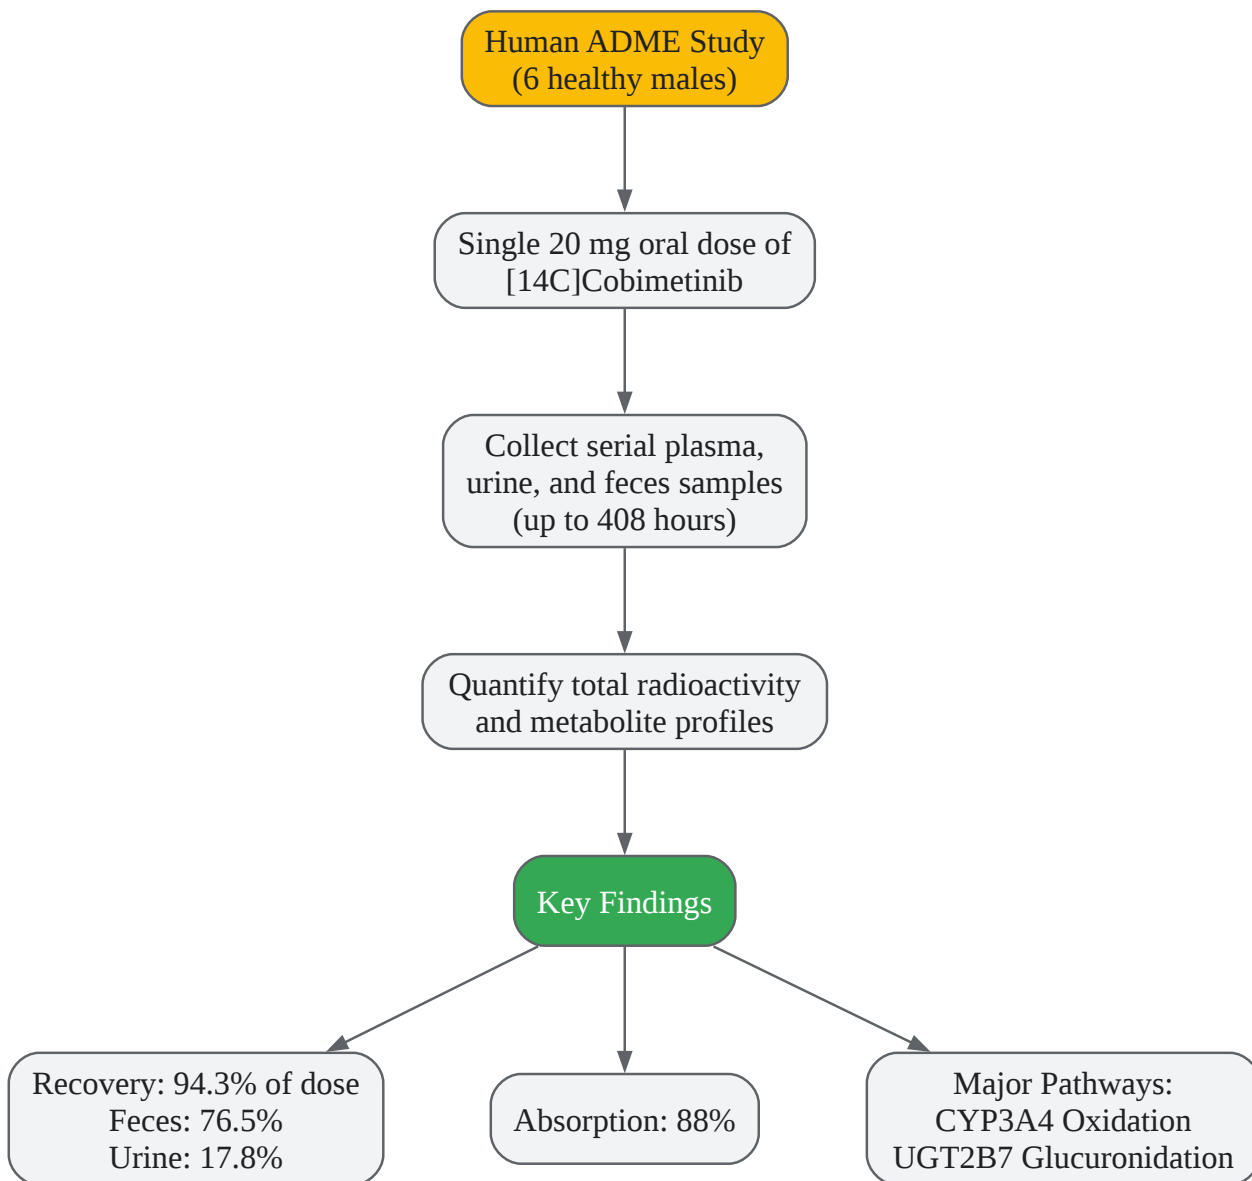 Human ADME Study
(6 healthy males)
Single 20 mg oral dose of
[14C]Cobimetinib
Collect serial plasma,
urine, and feces samples
(up to 408 hours)
Quantify total radioactivity
and metabolite profiles
Key Findings
Recovery: 94.3% of dose
Feces: 76.5%
Urine: 17.8%
Absorption: 88%
Major Pathways:
CYP3A4 Oxidation
UGT2B7 Glucuronidation